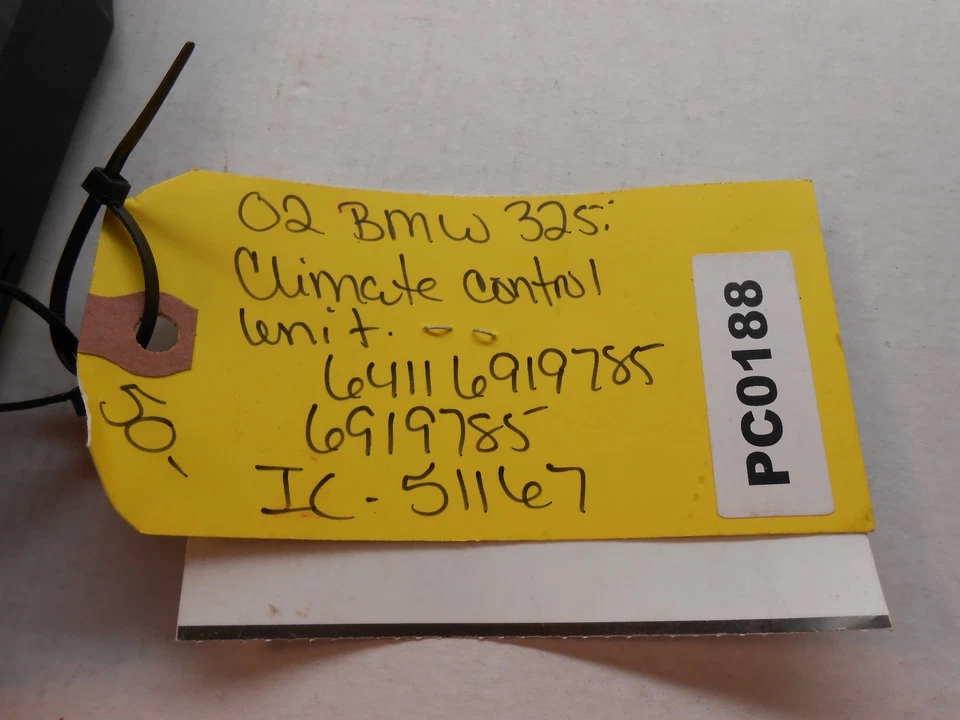 02 BMW 325i
Climate control
unit.
64116919785
6919785
IC-51167
50-
PC0188